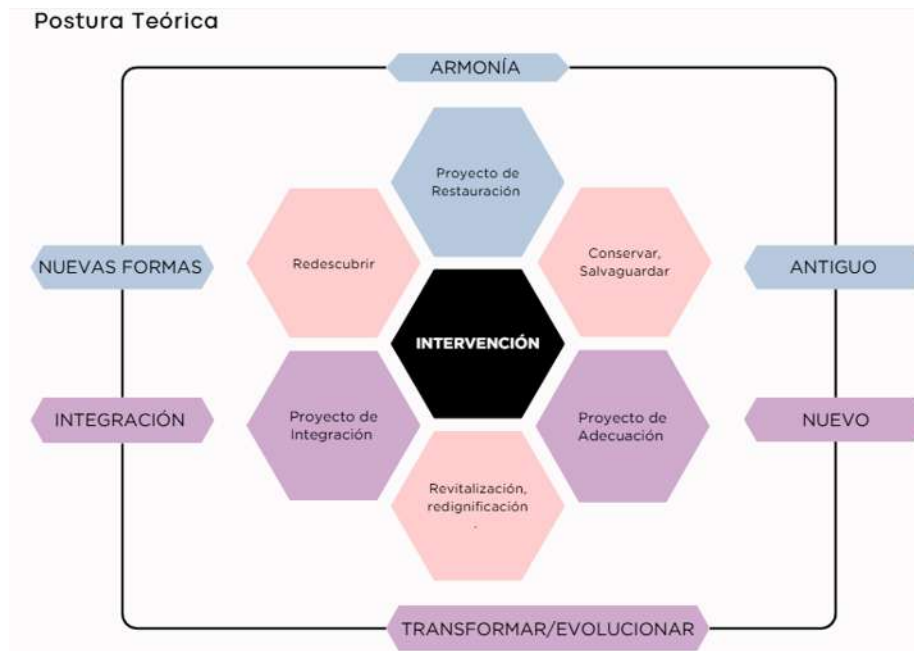 Postura Teórica
ARMONÍA
Proyecto de
Restauración
Redescubrir
Conservar,
Salvaguardar
NUEVAS FORMAS
ANTIGUO
INTERVENCIÓN
INTEGRACIÓN
Proyecto de
Integración
Proyecto de
Adecuación
NUEVO
Revitalización,
redignificación
.
TRANSFORMAR/EVOLUCIONAR